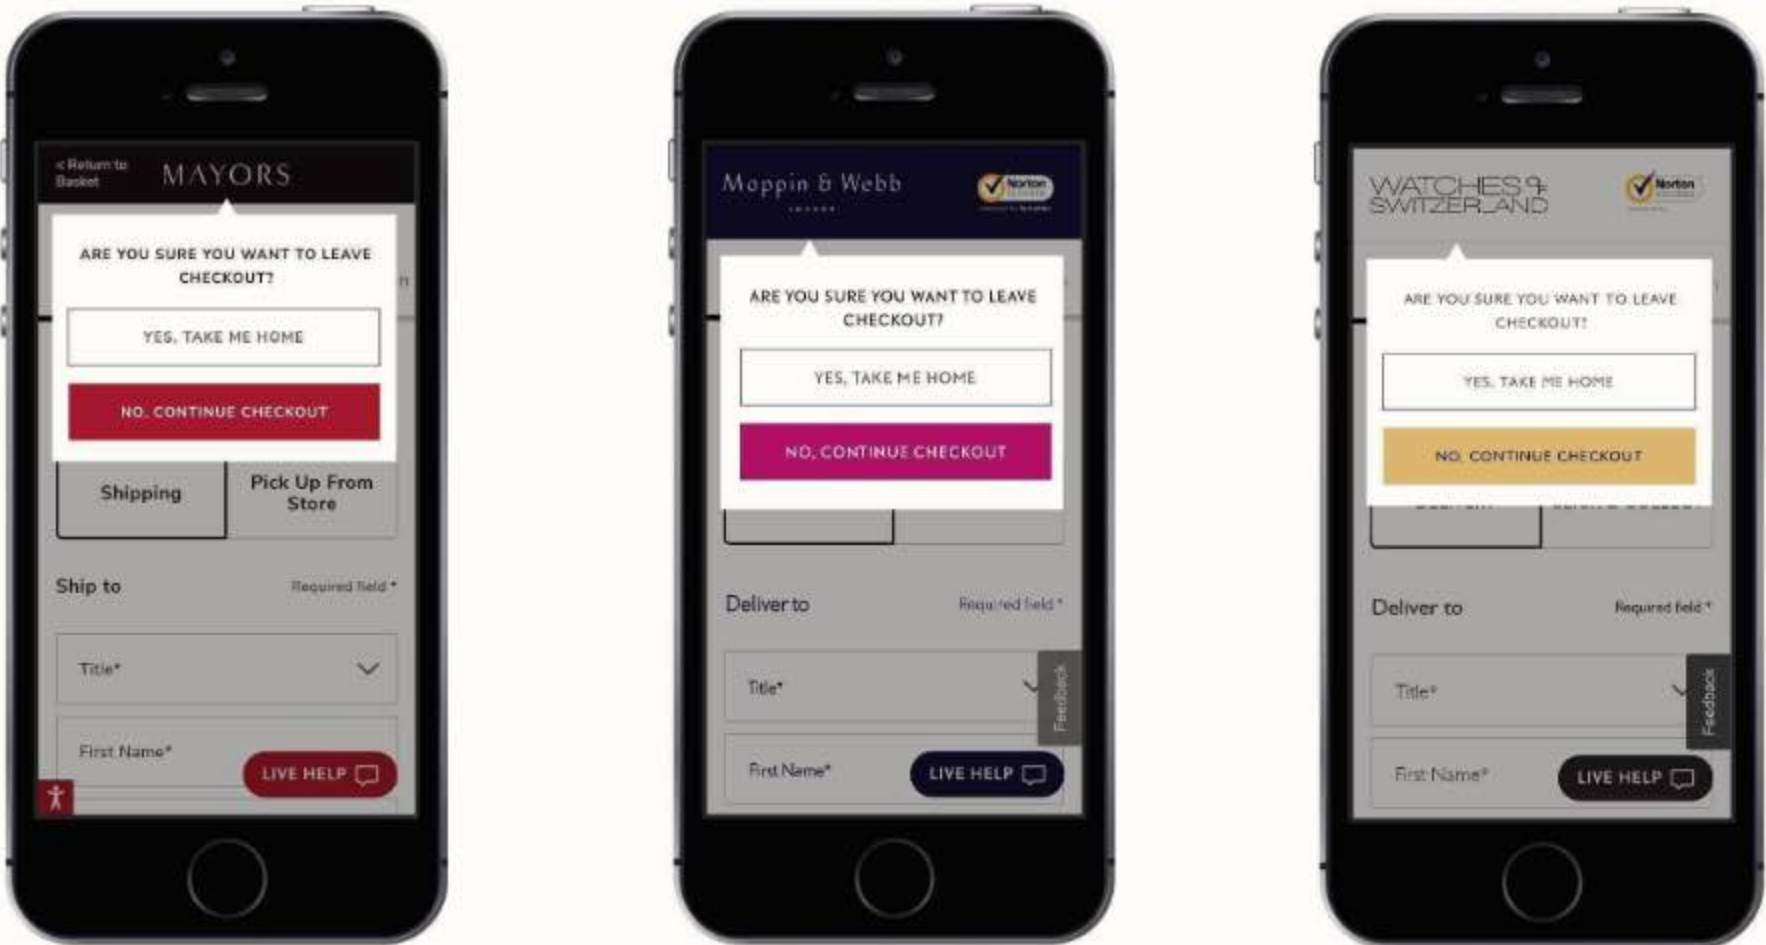 < Return to
Basket
MAYORS
ARE YOU SURE YOU WANT TO LEAVE
CHECKOUT?
YES, TAKE ME HOME
NO, CONTINUE CHECKOUT
Shipping
Pick Up From
Store
Ship to
Required field *
Title*
First Name*
LIVE HELP
Mappin & Webb
LONDON
Norton
ARE YOU SURE YOU WANT TO LEAVE
CHECKOUT?
YES, TAKE ME HOME
NO, CONTINUE CHECKOUT
Deliver to
Required field *
Title*
Feedback
First Name*
LIVE HELP
WATCHES OF
SWITZERLAND
Norton
ARE YOU SURE YOU WANT TO LEAVE
CHECKOUT?
YES, TAKE ME HOME
NO, CONTINUE CHECKOUT
Deliver to
Required field *
Title*
Feedback
First Name*
LIVE HELP